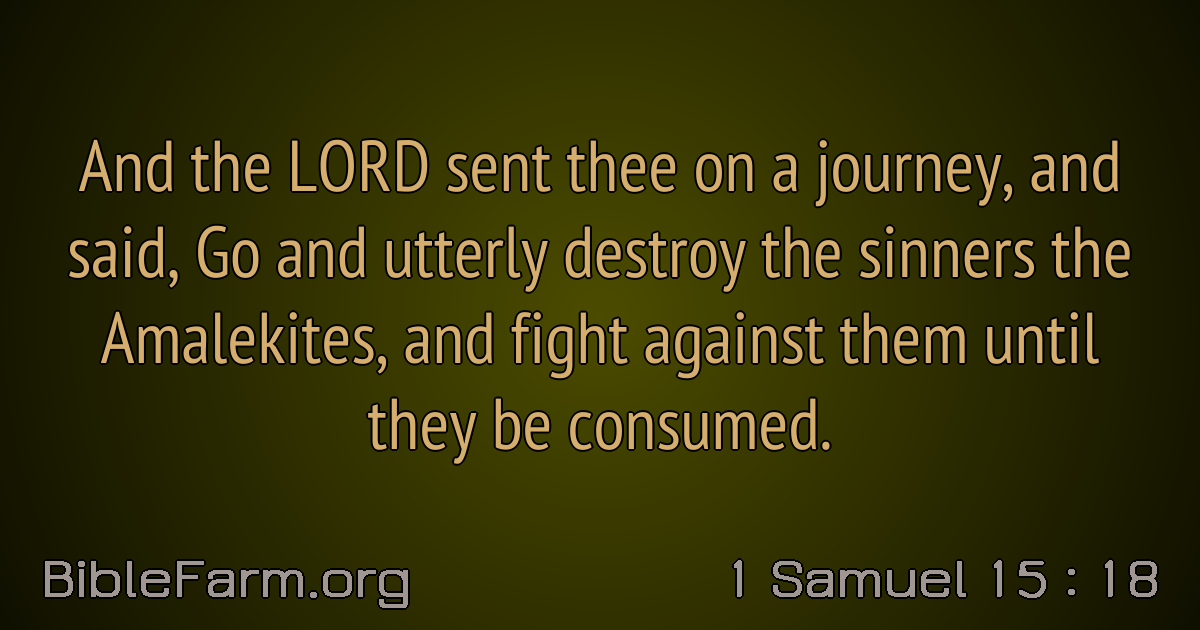 And the LORD sent thee on a journey, and
said, Go and utterly destroy the sinners the
Amalekites, and fight against them until
they be consumed.
BibleFarm.org
1 Samuel 15 : 18